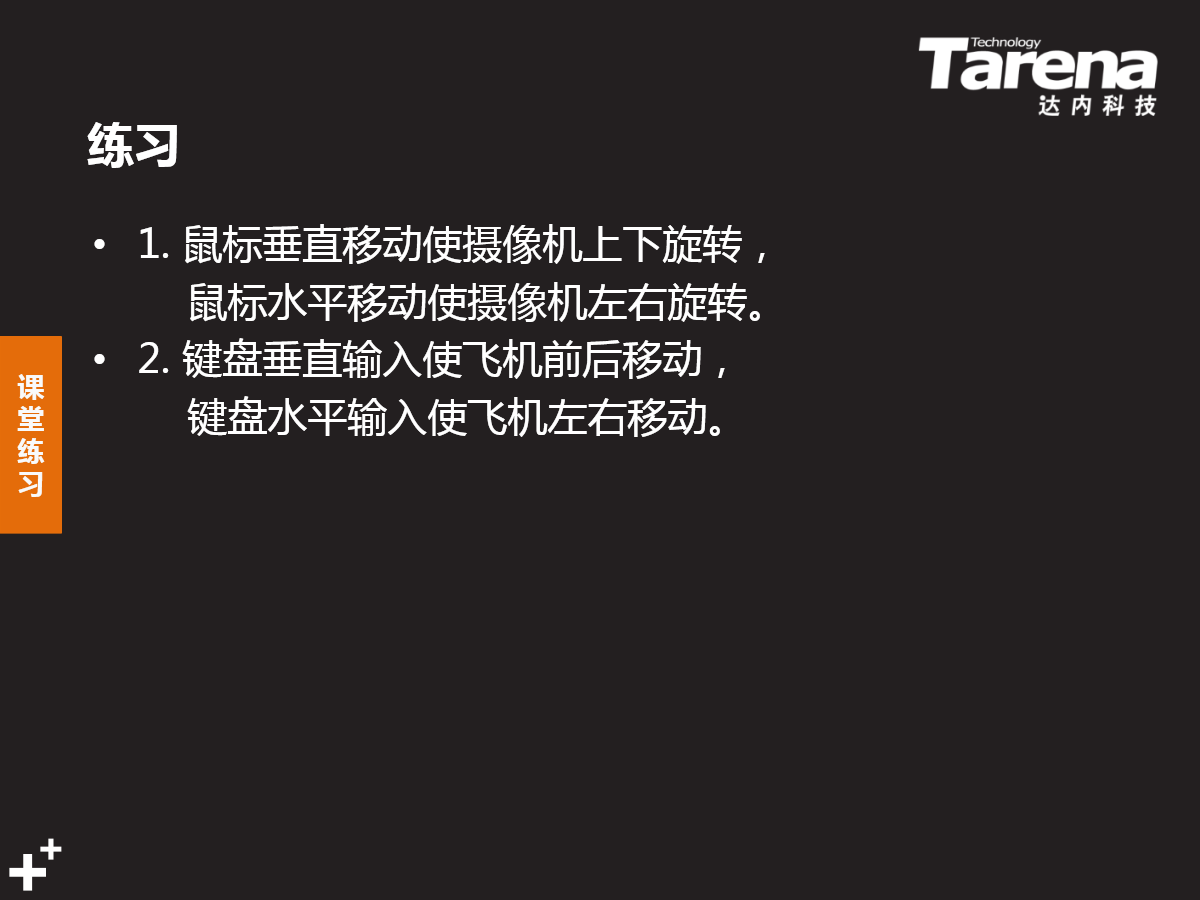 Technology
Tarena
达内科技
练习
• 1. 鼠标垂直移动使摄像机上下旋转，
鼠标水平移动使摄像机左右旋转。
• 2. 键盘垂直输入使飞机前后移动，
键盘水平输入使飞机左右移动。
课堂练习